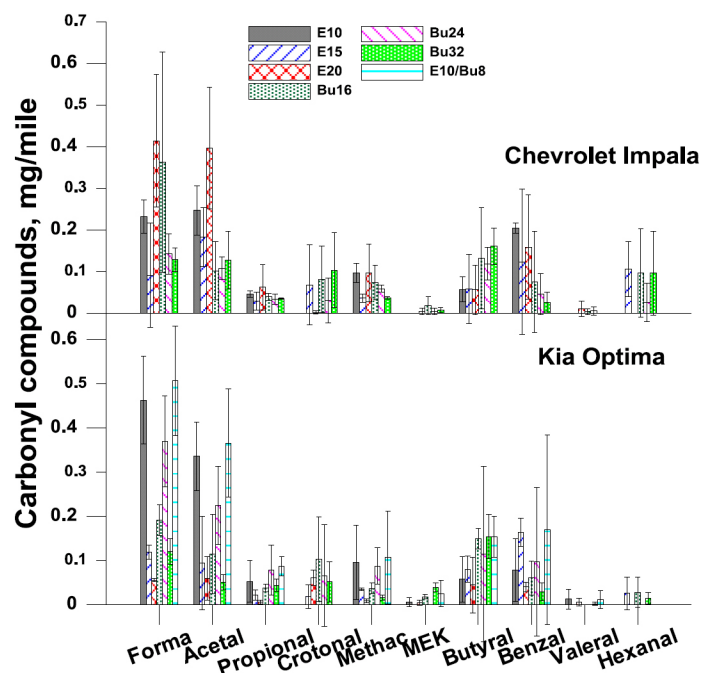 Carbonyl compounds, mg/mile
0.7
0.6
0.5
0.4
0.3
0.2
0.1
0
E10
E15
E20
Bu16
Bu24
Bu32
E10/Bu8
Chevrolet Impala
0.6
0.5
0.4
0.3
0.2
0.1
0
Kia Optima
Forma
Acetal
Propional
Crotonal
Methac
MEK
Butyral
Benzal
Valeral
Hexanal